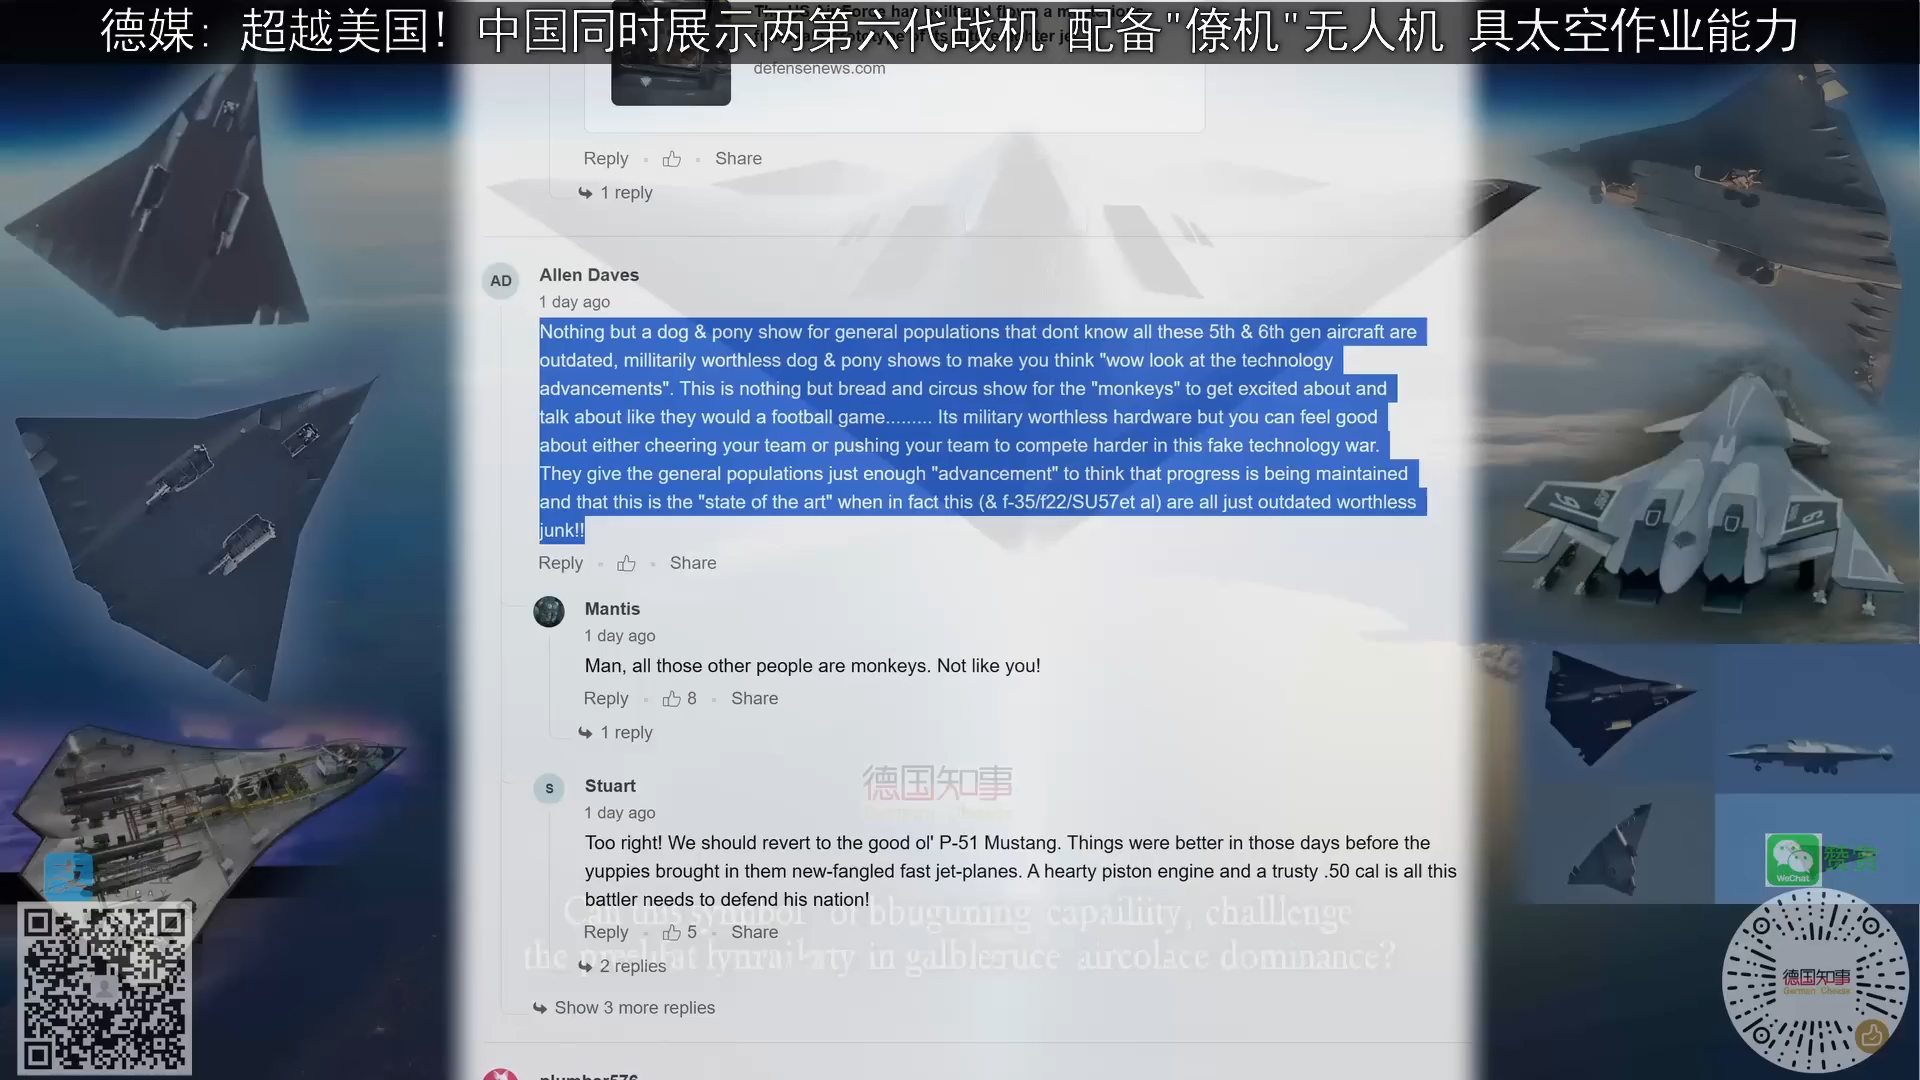 德媒：超越美国！中国同时展示两第六代战机 配备"僚机"无人机 具太空作业能力
defensenews.com
Reply · Share
1 reply
AD
Allen Daves
1 day ago
Nothing but a dog & pony show for general populations that dont know all these 5th & 6th gen aircraft are
outdated, millitarily worthless dog & pony shows to make you think "wow look at the technology
advancements". This is nothing but bread and circus show for the "monkeys" to get excited about and
talk about like they would a football game......... Its military worthless hardware but you can feel good
about either cheering your team or pushing your team to compete harder in this fake technology war.
They give the general populations just enough "advancement" to think that progress is being maintained
and that this is the "state of the art" when in fact this (& f-35/f22/SU57et al) are all just outdated worthless
junk!!
Reply · Share
Mantis
1 day ago
Man, all those other people are monkeys. Not like you!
Reply · 8 · Share
1 reply
德国知事
S
Stuart
1 day ago
Too right! We should revert to the good ol' P-51 Mustang. Things were better in those days before the
yuppies brought in them new-fangled fast jet-planes. A hearty piston engine and a trusty .50 cal is all this
battler needs to defend his nation!
Reply · 5 · Share
2 replies
Show 3 more replies
plumber576
WeChat
赞赏
德国知事